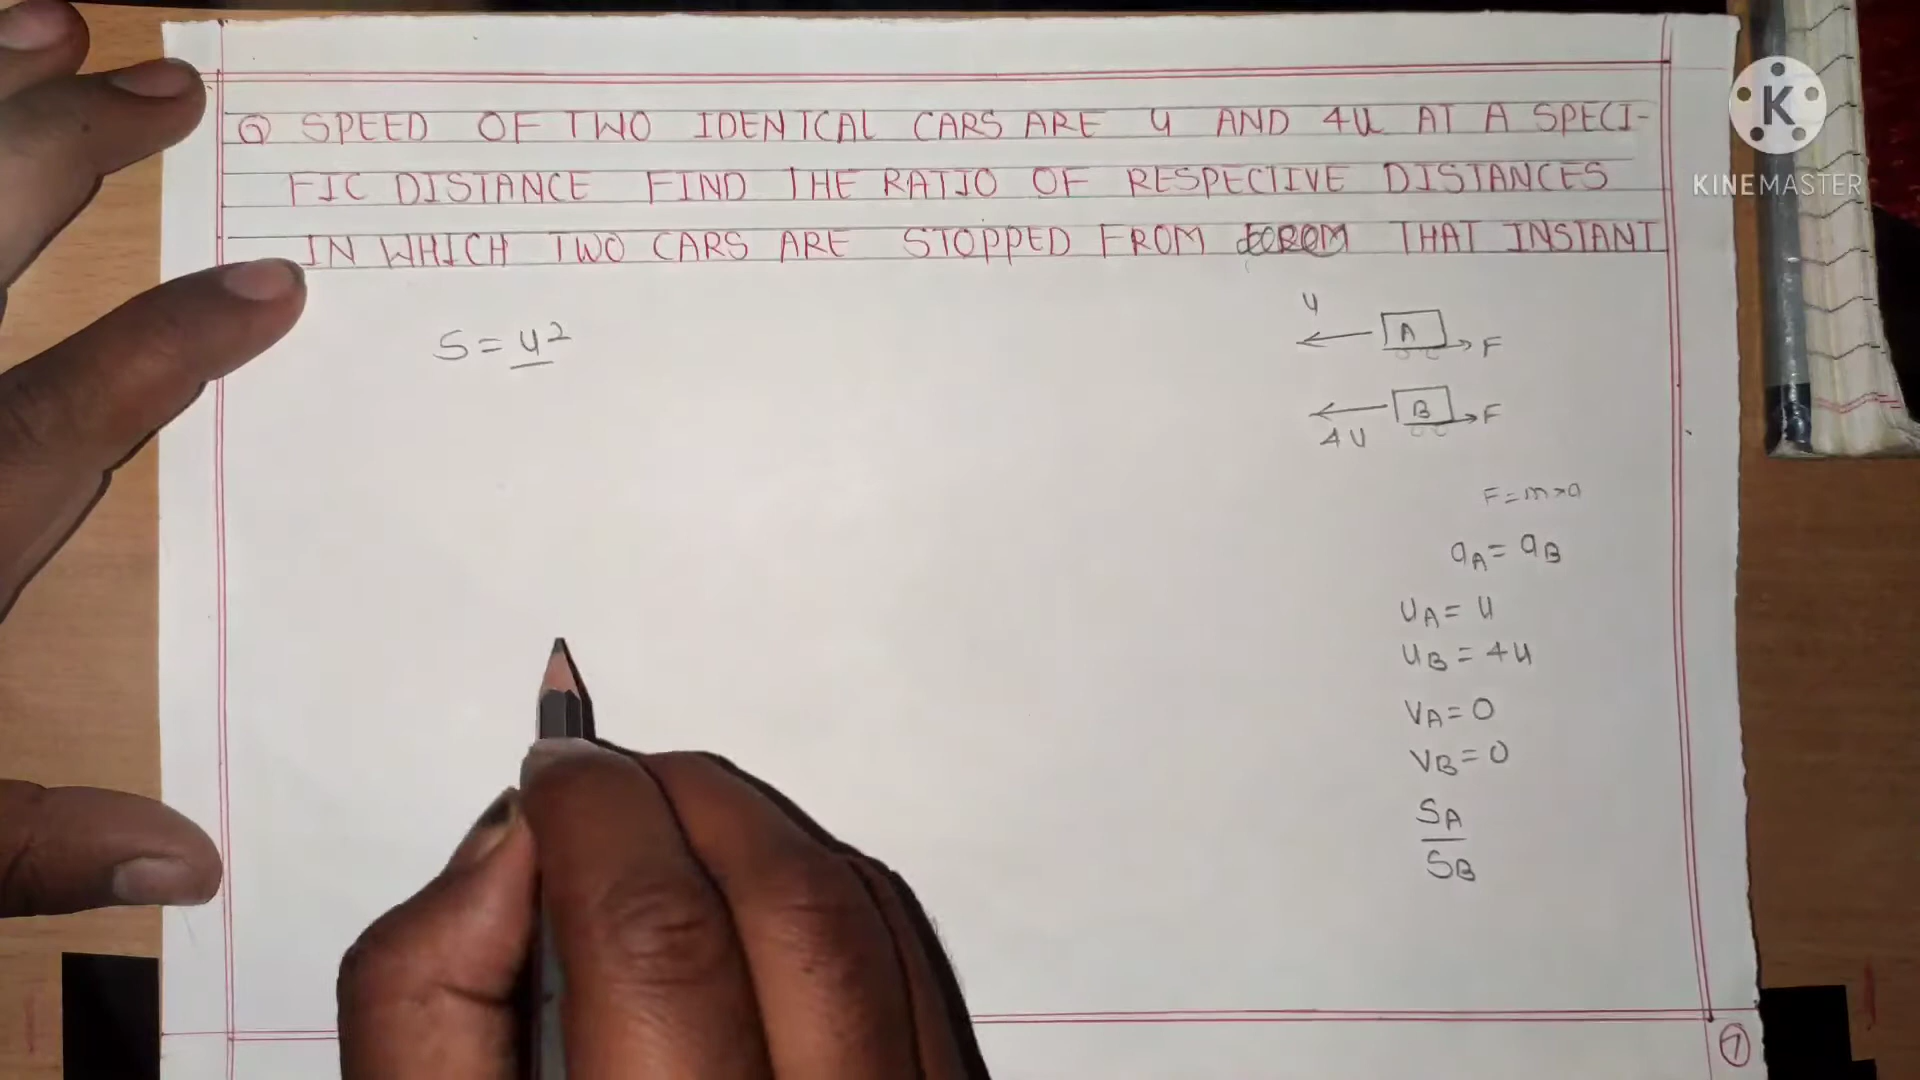 Q SPEED OF TWO IDENTCAL CARS ARE U AND 4U AT A SPECI-
FIC DISTANCE FIND THE RATIO OF RESPECTIVE DISTANCES
IN WHICH TWO CARS ARE STOPPED FROM THAT INSTANT
K
KINEMASTER
S = u²
u
A
F
B
F
4U
F = m×a
aA = aB
uA = u
uB = 4u
VA = 0
VB = 0
SA
SB
7